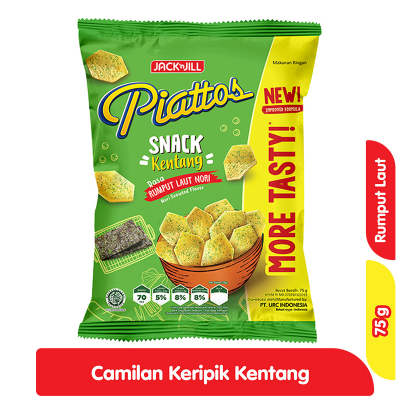 JACK'n JILL
Makanan Ringan
Piattos
NEW!
IMPROVED FORMULA
SNACK
Kentang
Rasa
RUMPUT LAUT NORI
Nori Seaweed Flavor
MORE TASTY!
70 5% 8% 8%
Berat Bersih: 75 g
PT. URC INDONESIA
Rumput Laut
75g
Camilan Keripik Kentang